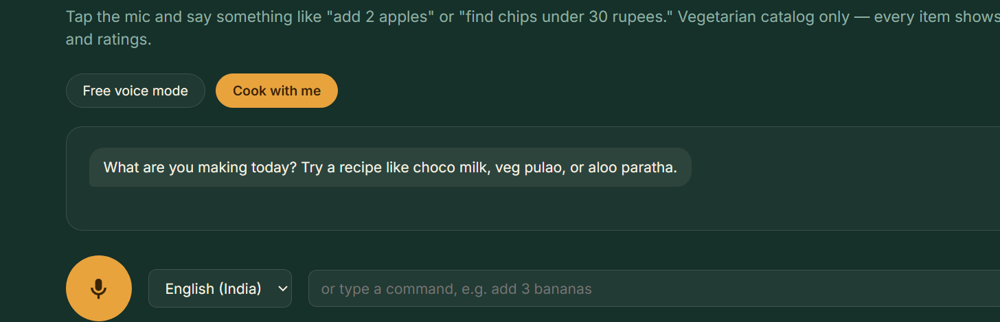 Tap the mic and say something like "add 2 apples" or "find chips under 30 rupees." Vegetarian catalog only — every item shows
and ratings.
Free voice mode
Cook with me
What are you making today? Try a recipe like choco milk, veg pulao, or aloo paratha.
English (India)
or type a command, e.g. add 3 bananas